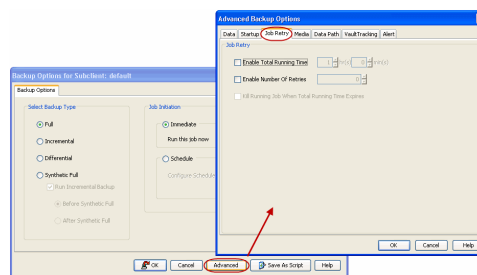 Advanced Backup Options
Data Startup Job Retry Media Data Path VaultTracking Alert
Job Retry
Enable Total Running Time 1 hr(s) 0 min(s)
Enable Number Of Retries 0
Kill Running Job When Total Running Time Expires
OK Cancel Help
Backup Options for Subclient: default
Backup Options
Select Backup Type
Full
Incremental
Differential
Synthetic Full
Run Incremental Backup
Before Synthetic Full
After Synthetic Full
Job Initiation
Immediate
Run this job now
Schedule
Configure Schedule
OK Cancel Advanced Save As Script Help